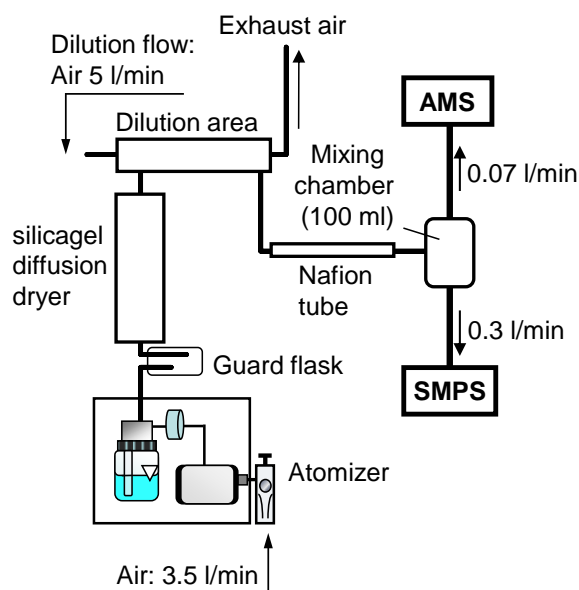 Exhaust air
Dilution flow:
Air 5 l/min
AMS
Dilution area
Mixing
chamber
(100 ml)
0.07 l/min
silicagel
diffusion
dryer
Nafion
tube
0.3 l/min
Guard flask
SMPS
Atomizer
Air: 3.5 l/min